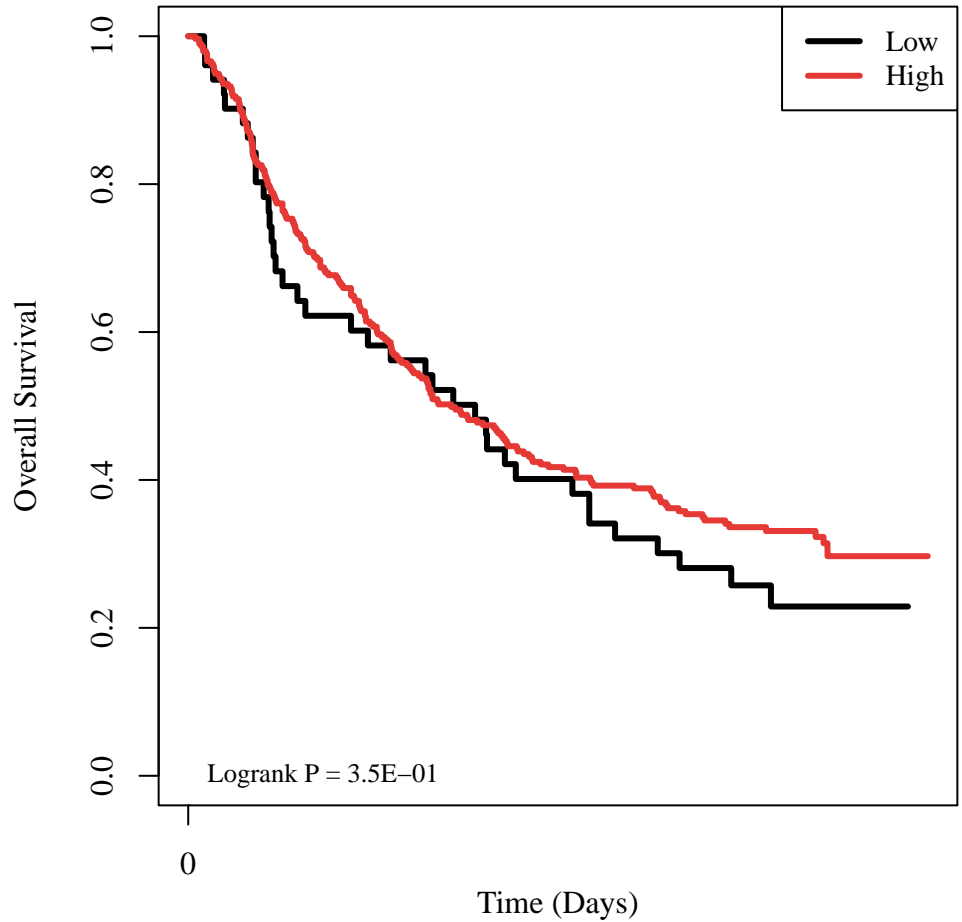 Low
High
Overall Survival
1.0
0.8
0.6
0.4
0.2
0.0
Logrank P = 3.5E−01
0
Time (Days)